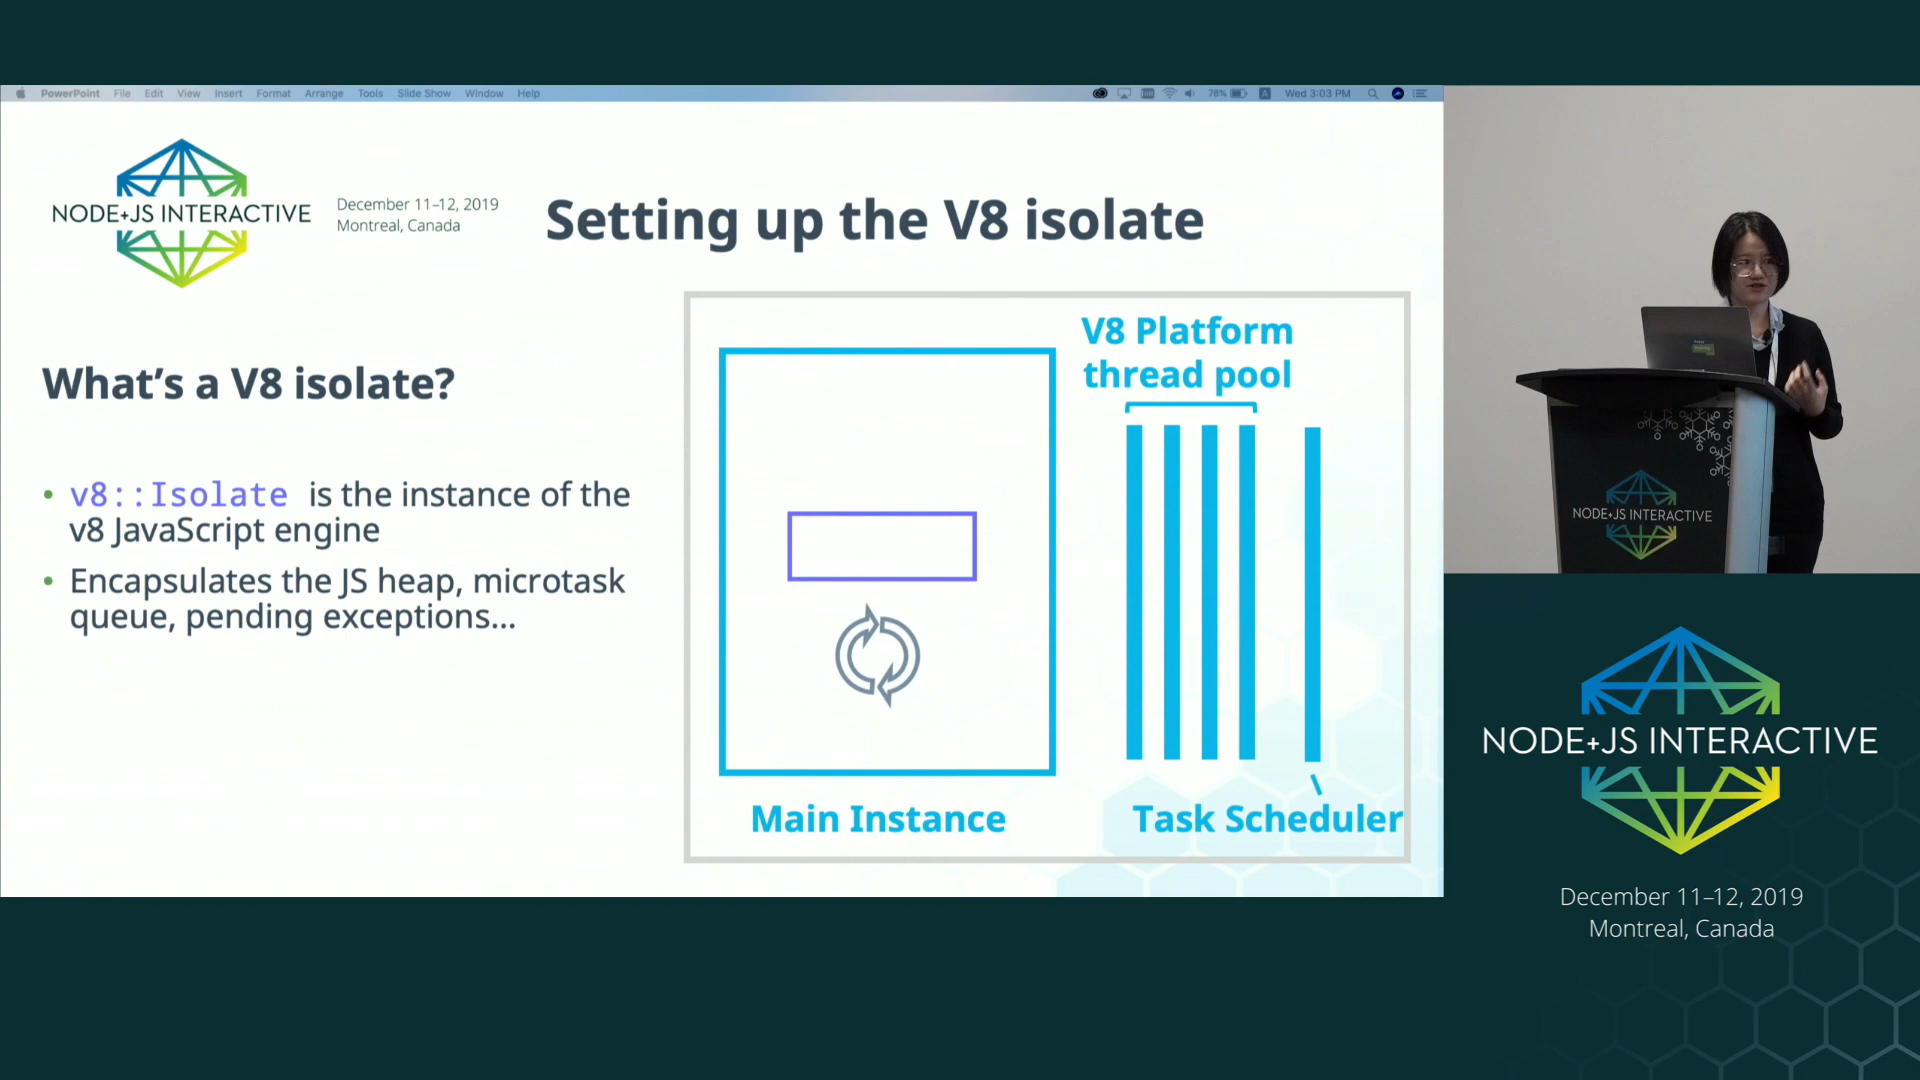 PowerPoint File Edit View Insert Format Arrange Tools Slide Show Window Help 78% A Wed 3:03 PM
NODE+JS INTERACTIVE
December 11–12, 2019
Montreal, Canada
Setting up the V8 isolate
What's a V8 isolate?
• v8::Isolate is the instance of the
v8 JavaScript engine
• Encapsulates the JS heap, microtask
queue, pending exceptions...
V8 Platform
thread pool
Main Instance
Task Scheduler
NODE+JS INTERACTIVE
NODE+JS INTERACTIVE
December 11–12, 2019
Montreal, Canada